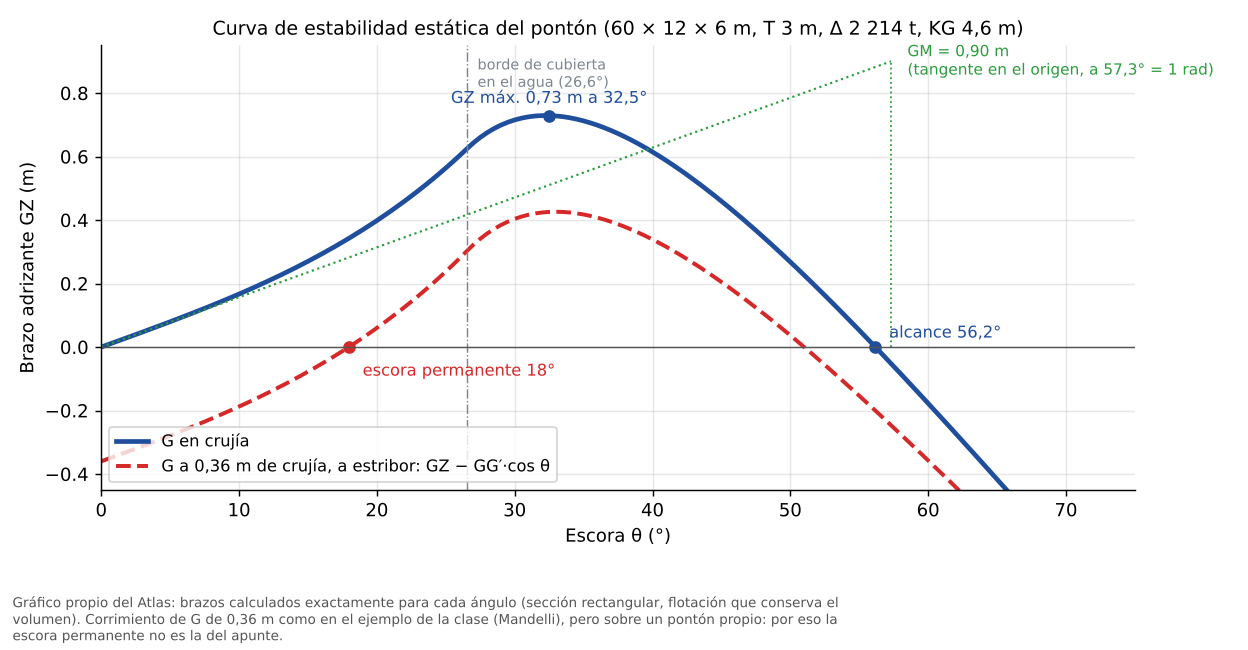 Curva de estabilidad estática del pontón (60 × 12 × 6 m, T 3 m, Δ 2 214 t, KG 4,6 m)
GM = 0,90 m
(tangente en el origen, a 57,3° = 1 rad)
borde de cubierta
en el agua (26,6°)
GZ máx. 0,73 m a 32,5°
alcance 56,2°
escora permanente 18°
Brazo adrizante GZ (m)
0.8
0.6
0.4
0.2
0.0
−0.2
−0.4
G en crujía
G a 0,36 m de crujía, a estribor: GZ − GG′·cos θ
0 10 20 30 40 50 60 70
Escora θ (°)
Gráfico propio del Atlas: brazos calculados exactamente para cada ángulo (sección rectangular, flotación que conserva el
volumen). Corrimiento de G de 0,36 m como en el ejemplo de la clase (Mandelli), pero sobre un pontón propio: por eso la
escora permanente no es la del apunte.